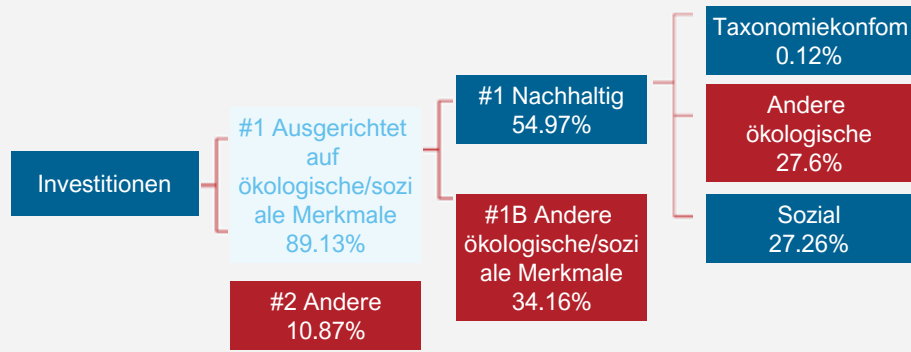 Investitionen
#1 Ausgerichtet
auf
ökologische/sozi
ale Merkmale
89.13%
#2 Andere
10.87%
#1 Nachhaltig
54.97%
#1B Andere
ökologische/sozi
ale Merkmale
34.16%
Taxonomiekonfom
0.12%
Andere
ökologische
27.6%
Sozial
27.26%